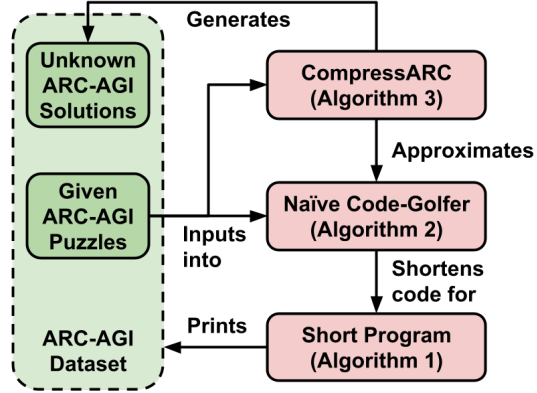 Generates
Unknown
ARC-AGI
Solutions
CompressARC
(Algorithm 3)
Approximates
Given
ARC-AGI
Puzzles
Inputs
into
Naïve Code-Golfer
(Algorithm 2)
Shortens
code for
Prints
Short Program
(Algorithm 1)
ARC-AGI
Dataset